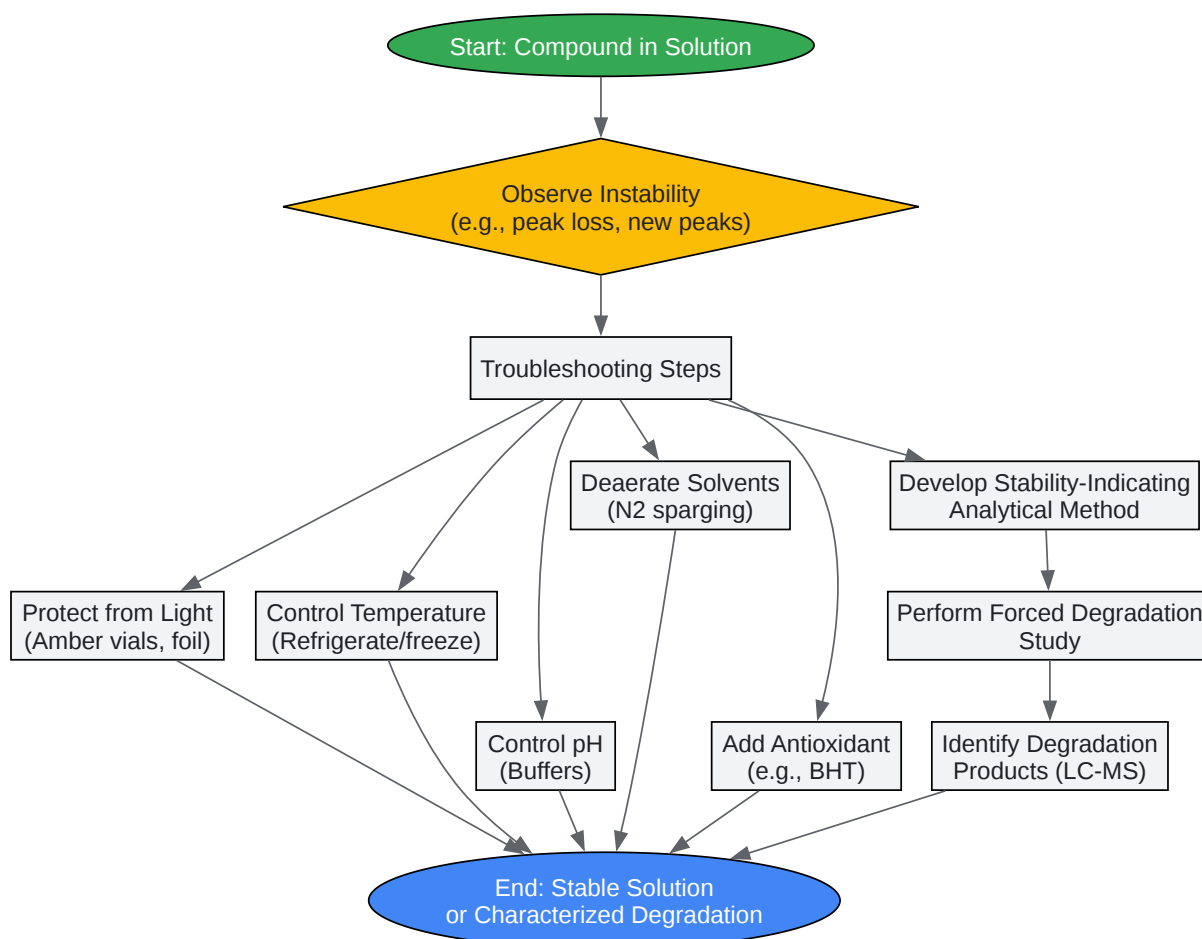 Start: Compound in Solution
Observe Instability
(e.g., peak loss, new peaks)
Troubleshooting Steps
Deaerate Solvents
(N2 sparging)
Develop Stability-Indicating
Analytical Method
Protect from Light
(Amber vials, foil)
Control Temperature
(Refrigerate/freeze)
Perform Forced Degradation
Study
Control pH
(Buffers)
Add Antioxidant
(e.g., BHT)
Identify Degradation
Products (LC-MS)
End: Stable Solution
or Characterized Degradation